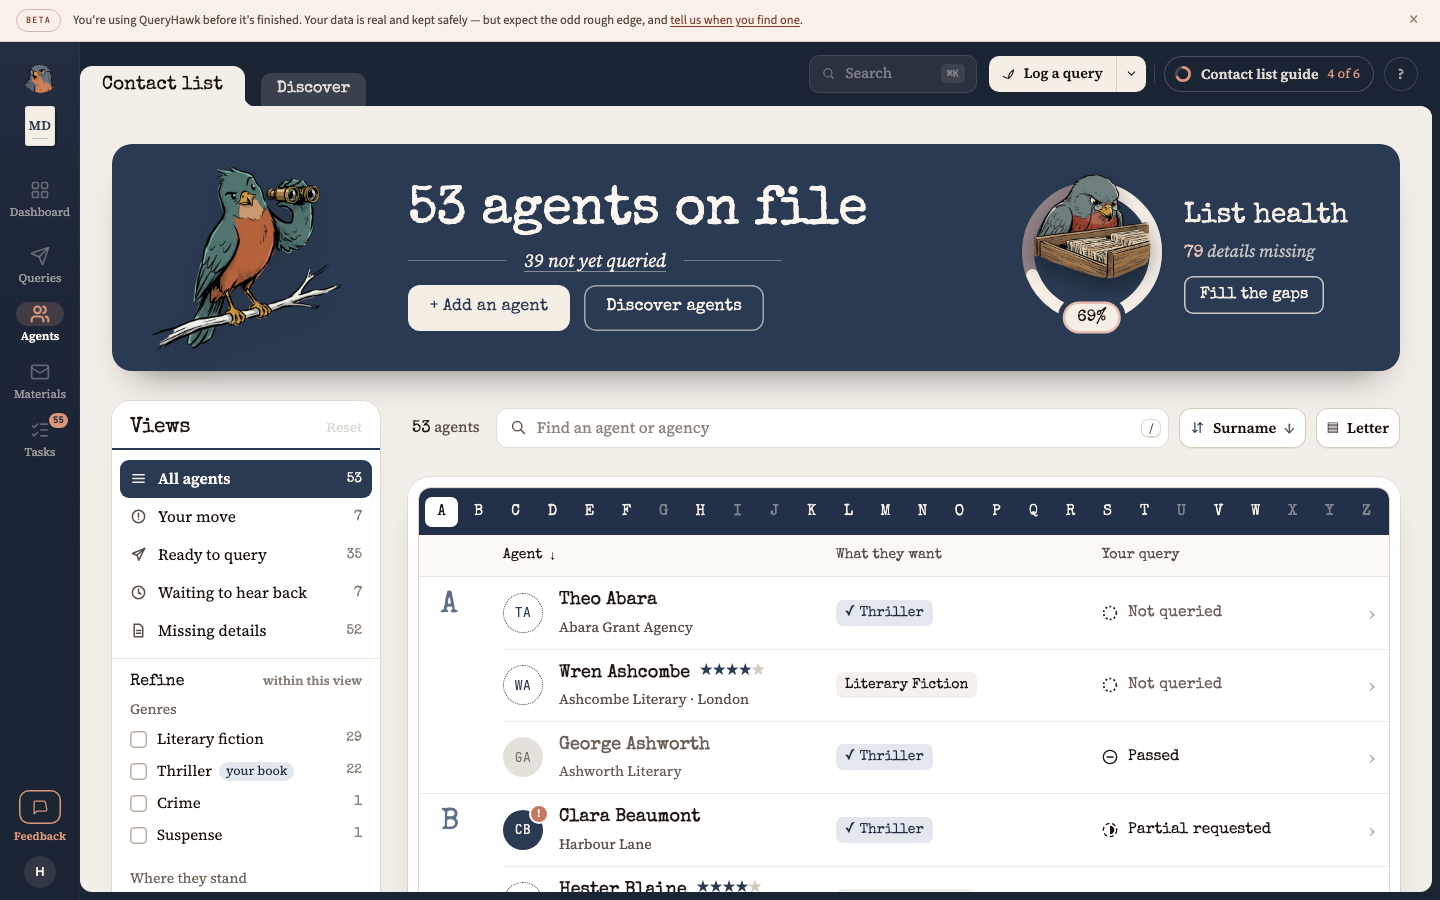 BETA You're using QueryHawk before it's finished. Your data is real and kept safely — but expect the odd rough edge, and tell us when you find one. ×
Contact list
Discover
Search ⌘K
Log a query
Contact list guide 4 of 6
?
MD
Dashboard
Queries
Agents
Materials
55
Tasks
Feedback
H
53 agents on file
39 not yet queried
+ Add an agent
Discover agents
69%
List health
79 details missing
Fill the gaps
Views Reset
All agents 53
Your move 7
Ready to query 35
Waiting to hear back 7
Missing details 52
Refine within this view
Genres
Literary fiction 29
Thriller your book 22
Crime 1
Suspense 1
Where they stand
53 agents
Find an agent or agency /
Surname ↓
Letter
A B C D E F G H I J K L M N O P Q R S T U V W X Y Z
Agent ↓ What they want Your query
A
TA Theo Abara ✓ Thriller Not queried ›
Abara Grant Agency
WA Wren Ashcombe ★★★★★ Literary Fiction Not queried ›
Ashcombe Literary · London
GA George Ashworth ✓ Thriller Passed ›
Ashworth Literary
B
CB ! Clara Beaumont ✓ Thriller Partial requested ›
Harbour Lane
Hester Blaine ★★★★★